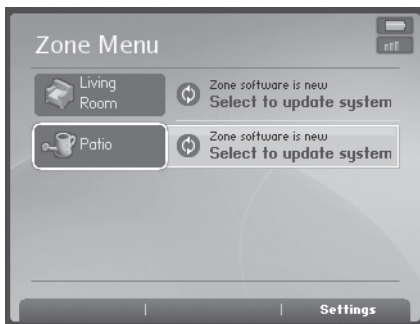 Zone Menu
Living
Room
Zone software is new
Select to update system
Patio
Zone software is new
Select to update system
Settings